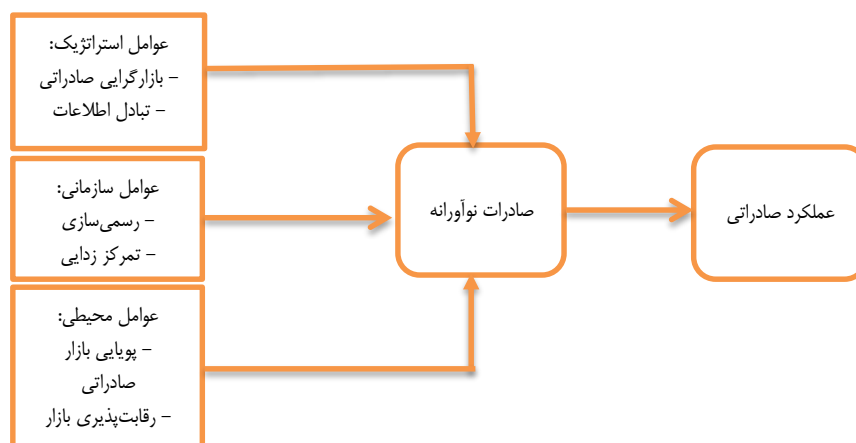 عوامل استراتژیک:
– بازارگرایی صادراتی
– تبادل اطلاعات
عوامل سازمانی:
– رسمی‌سازی
– تمرکز زدایی
عوامل محیطی:
– پویایی بازار
صادراتی
– رقابت‌پذیری بازار
صادرات نوآورانه
عملکرد صادراتی